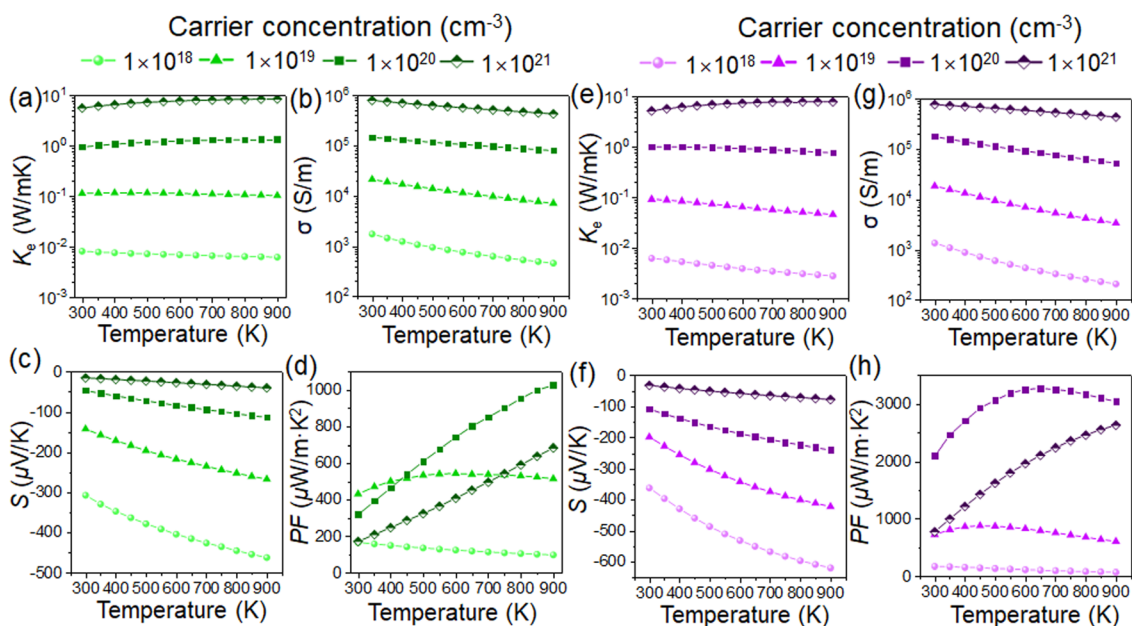 Carrier concentration (cm⁻³)
1×10¹⁸ 1×10¹⁹ 1×10²⁰ 1×10²¹
(a)
10¹
10⁰
10⁻¹
10⁻²
10⁻³
Kₑ (W/mK)
300 400 500 600 700 800 900
Temperature (K)
(b)
10⁶
10⁵
10⁴
10³
10²
σ (S/m)
300 400 500 600 700 800 900
Temperature (K)
(c)
0
-100
-200
-300
-400
-500
S (μV/K)
300 400 500 600 700 800 900
Temperature (K)
(d)
1000
800
600
400
200
0
PF (μW/m·K²)
300 400 500 600 700 800 900
Temperature (K)
Carrier concentration (cm⁻³)
1×10¹⁸ 1×10¹⁹ 1×10²⁰ 1×10²¹
(e)
10¹
10⁰
10⁻¹
10⁻²
10⁻³
Kₑ (W/mK)
300 400 500 600 700 800 900
Temperature (K)
(g)
10⁶
10⁵
10⁴
10³
10²
σ (S/m)
300 400 500 600 700 800 900
Temperature (K)
(f)
0
-100
-200
-300
-400
-500
-600
S (μV/K)
300 400 500 600 700 800 900
Temperature (K)
(h)
3000
2000
1000
0
PF (μW/m·K²)
300 400 500 600 700 800 900
Temperature (K)